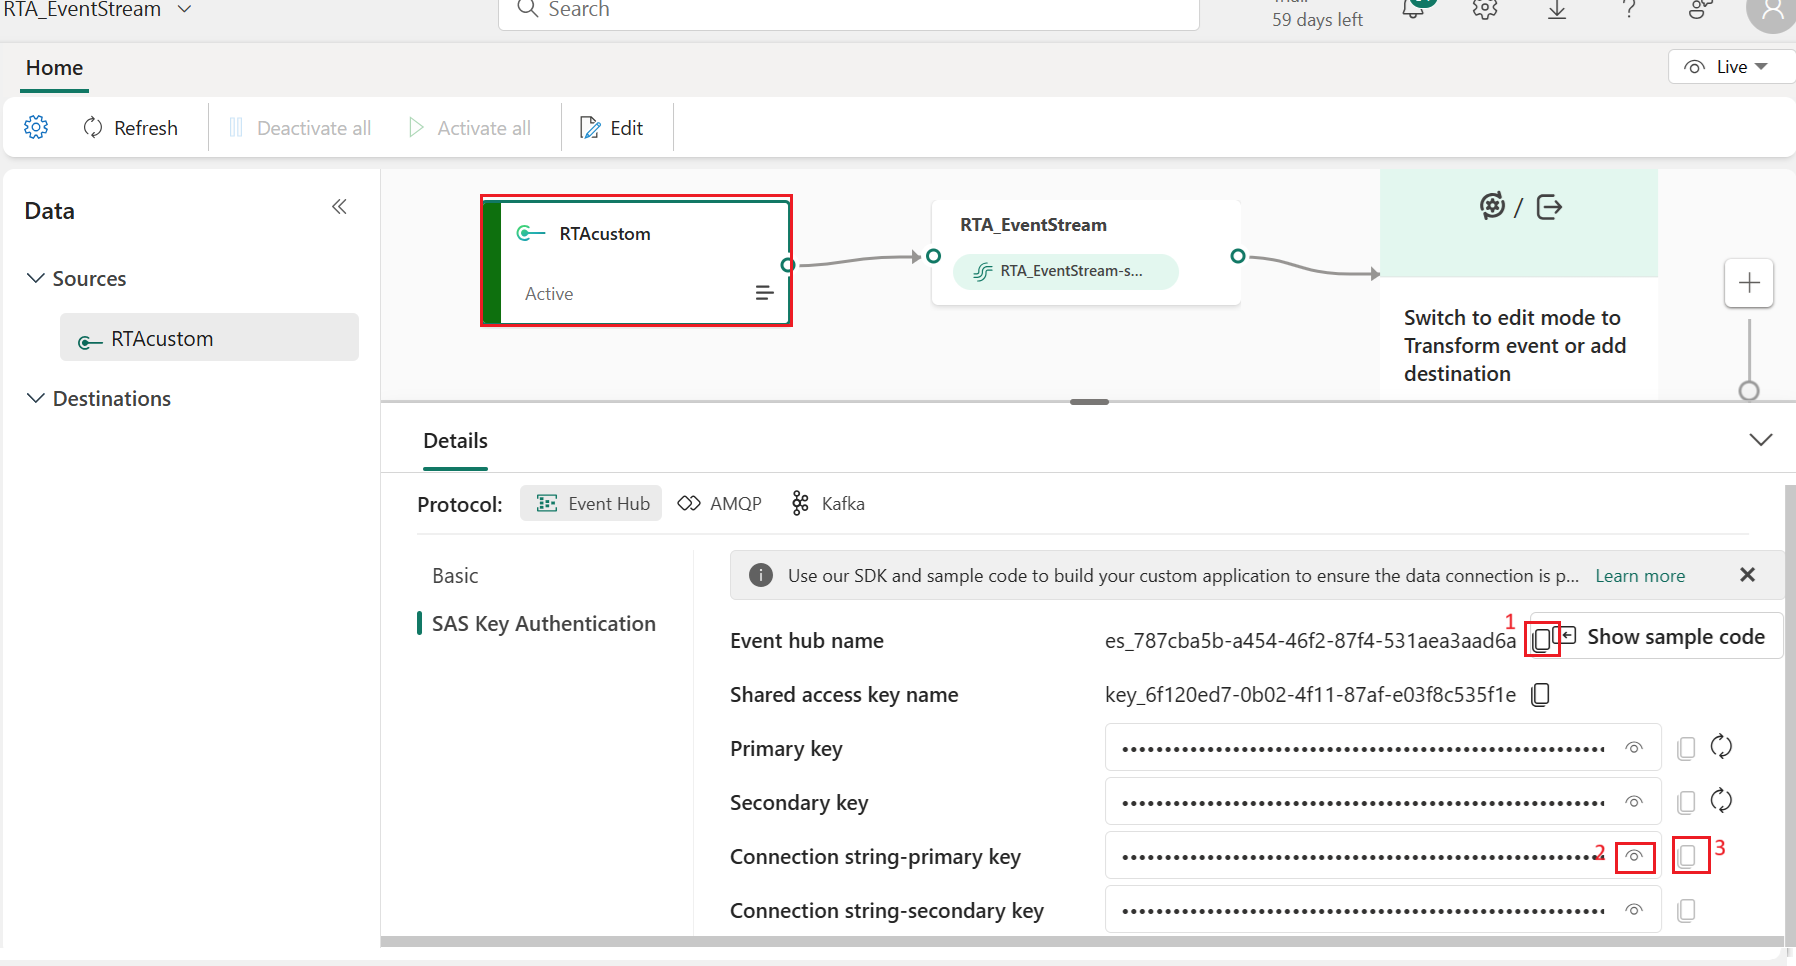 RTA_EventStream
Search
59 days left
Home
Live
Refresh
Deactivate all
Activate all
Edit
Data
Sources
RTAcustom
Destinations
RTAcustom
Active
RTA_EventStream
RTA_EventStream-s...
/
Switch to edit mode to
Transform event or add
destination
Details
Protocol:
Event Hub
AMQP
Kafka
Basic
SAS Key Authentication
Use our SDK and sample code to build your custom application to ensure the data connection is p...
Learn more
Event hub name
es_787cba5b-a454-46f2-87f4-531aea3aad6a
1
Show sample code
Shared access key name
key_6f120ed7-0b02-4f11-87af-e03f8c535f1e
Primary key
Secondary key
Connection string-primary key
2
3
Connection string-secondary key